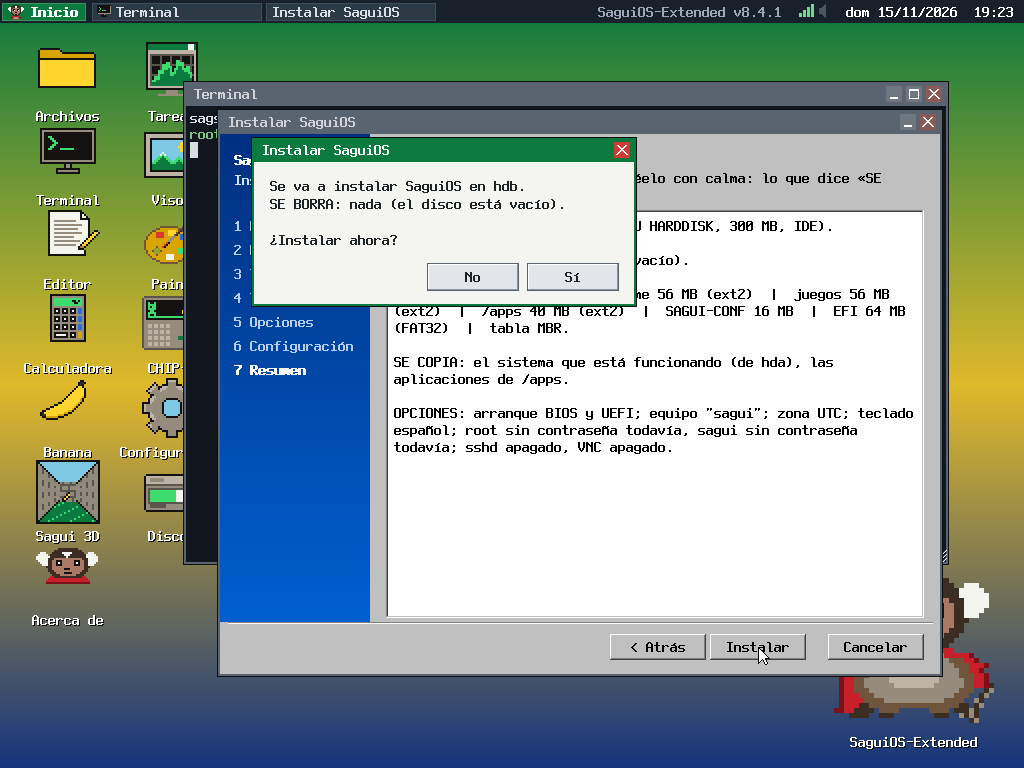 Inicio
Terminal
Instalar SaguiOS
SaguiOS-Extended v8.4.1
dom 15/11/2026
19:23
Archivos
Terminal
Editor
Calculadora
Banana
Sagui 3D
Acerca de
Terminal
root
Instalar SaguiOS
1
2
3
4
5 Opciones
6 Configuración
7 Resumen
Instalar SaguiOS
Se va a instalar SaguiOS en hdb.
SE BORRA: nada (el disco está vacío).
¿Instalar ahora?
No
Sí
con calma: lo que dice «SE
HARDDISK, 300 MB, IDE).
56 MB (ext2) | juegos 56 MB
(ext2) | /apps 40 MB (ext2) | SAGUI-CONF 16 MB | EFI 64 MB
(FAT32) | tabla MBR.
SE COPIA: el sistema que está funcionando (de hda), las
aplicaciones de /apps.
OPCIONES: arranque BIOS y UEFI; equipo "sagui"; zona UTC; teclado
español; root sin contraseña todavía, sagui sin contraseña
todavía; sshd apagado, VNC apagado.
< Atrás
Instalar
Cancelar
SaguiOS-Extended